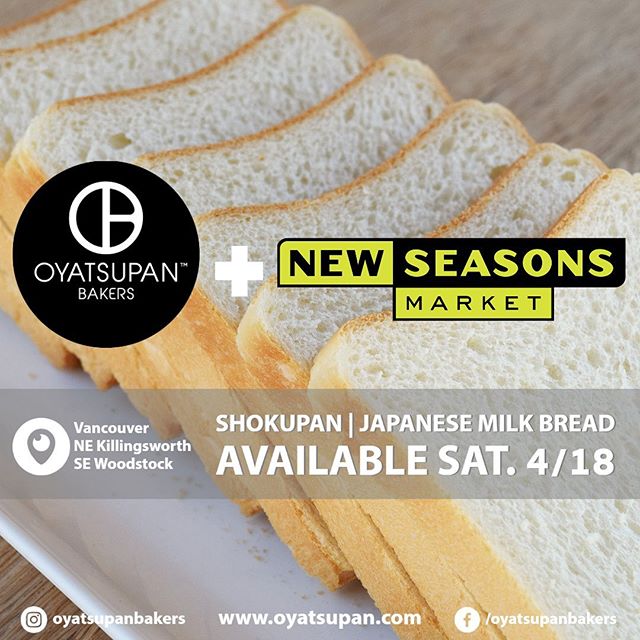 OYATSUPAN™
BAKERS
NEW SEASONS
MARKET
Vancouver
NE Killingsworth
SE Woodstock
SHOKUPAN | JAPANESE MILK BREAD
AVAILABLE SAT. 4/18
oyatsupanbakers
www.oyatsupan.com
/oyatsupanbakers